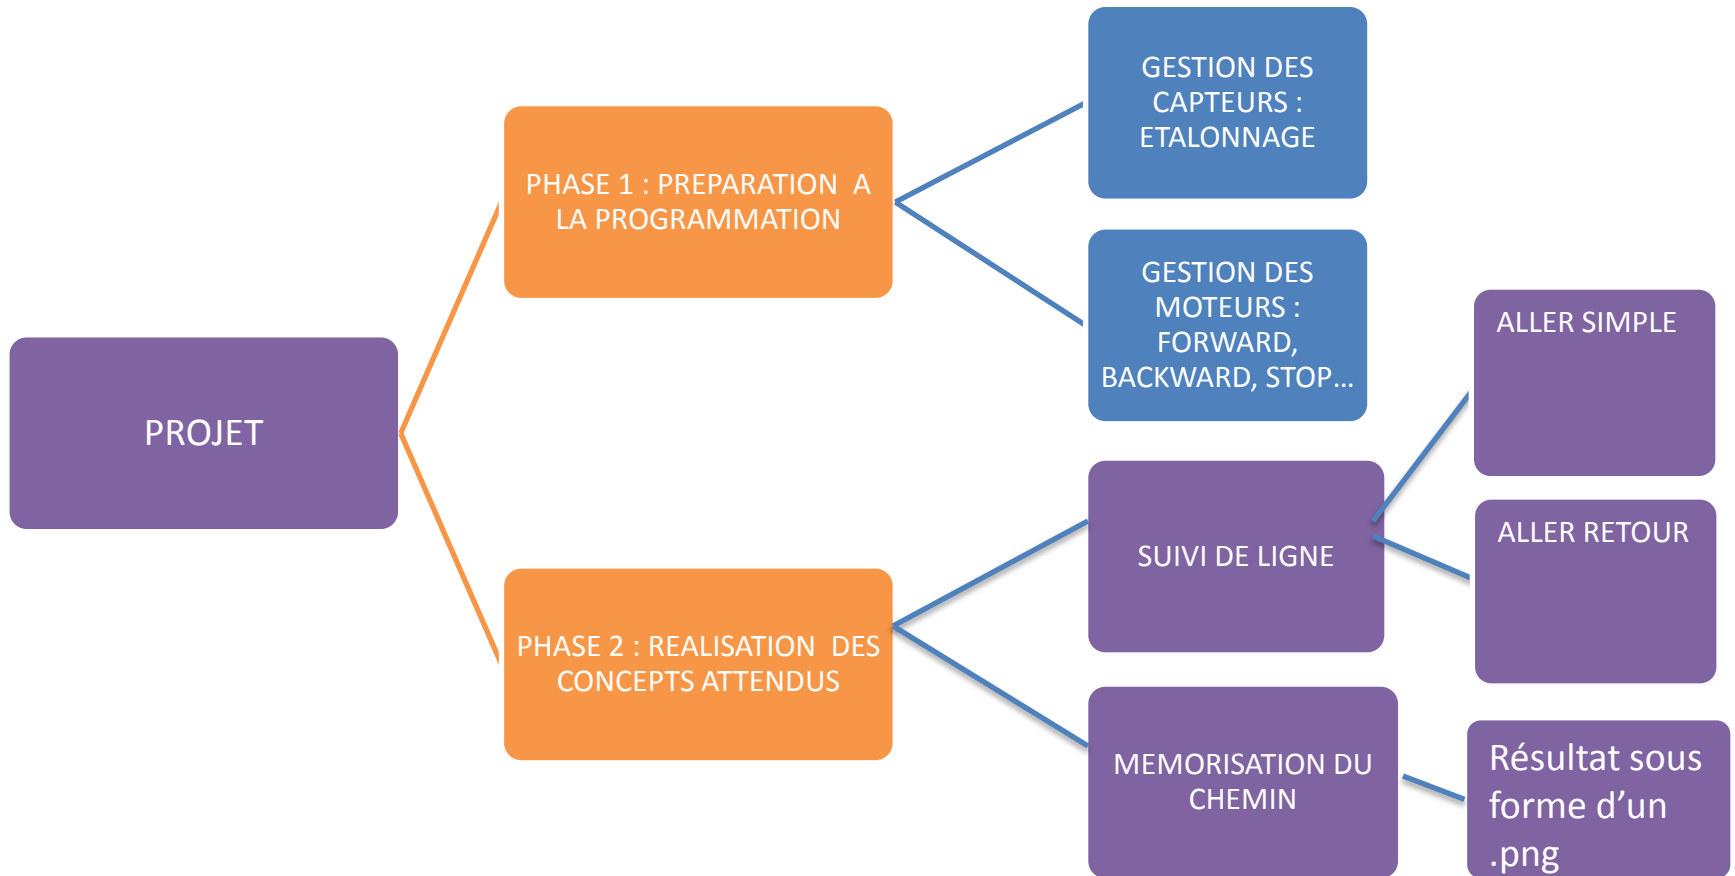 PROJET
PHASE 1 : PREPARATION A
LA PROGRAMMATION
GESTION DES
CAPTEURS :
ETALONNAGE
GESTION DES
MOTEURS :
FORWARD,
BACKWARD, STOP...
PHASE 2 : REALISATION DES
CONCEPTS ATTENDUS
SUIVI DE LIGNE
ALLER SIMPLE
ALLER RETOUR
MEMORISATION DU
CHEMIN
Résultat sous
forme d’un
.png